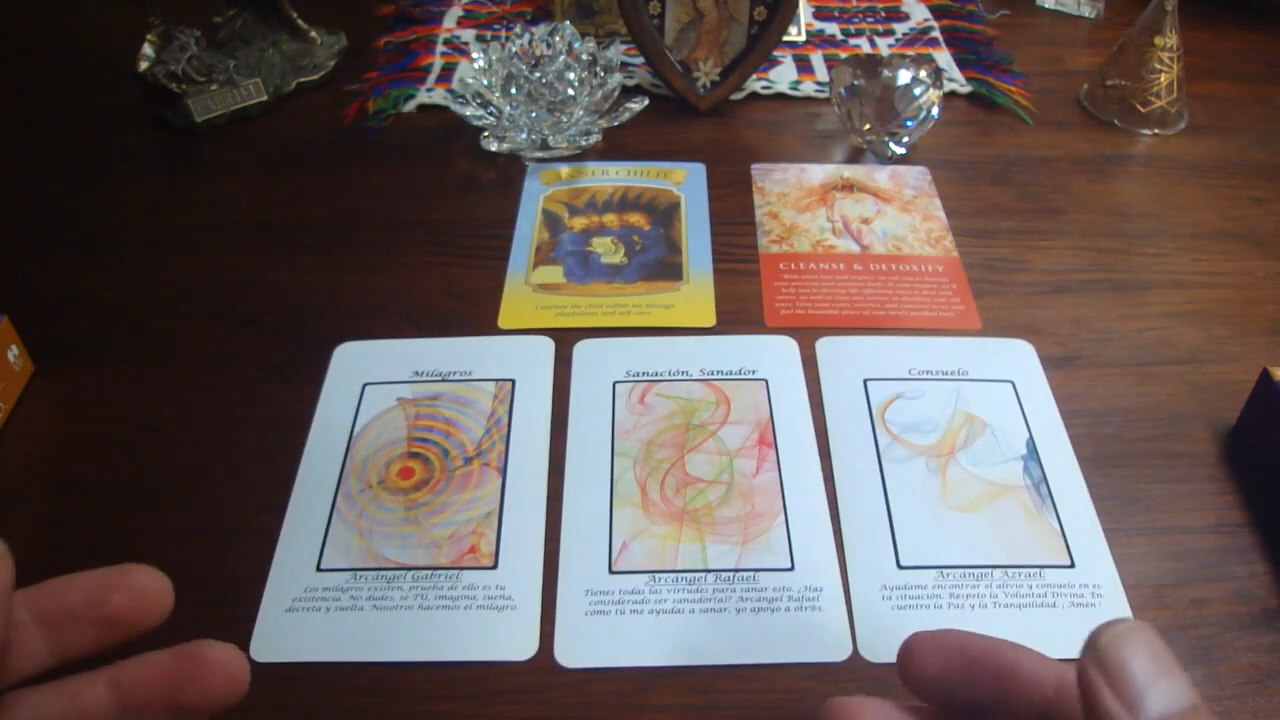 GABRIEL
INNER CHILD
I nurture the child within me through
playfulness and self-care.
CLEANSE & DETOXIFY
Milagros
Arcángel Gabriel:
Los milagros existen, prueba de ello es tu
existencia. No dudes, se TÚ, imagina, sueña,
decreta y suelta. Nosotros hacemos el milagro.
Sanación, Sanador
Arcángel Rafael:
Tienes todas las virtudes para sanar esto. ¿Haz
considerado ser sanador(a)? Arcángel Rafael
como tú me ayudas a sanar, yo apoyo a otr@s.
Consuelo
Arcángel Azrael:
Ayúdame encontrar el alivio y consuelo en es-
ta situación. Respeto la Voluntad Divina. En
cuentro la Paz y la Tranquilidad. ¡ Amén !